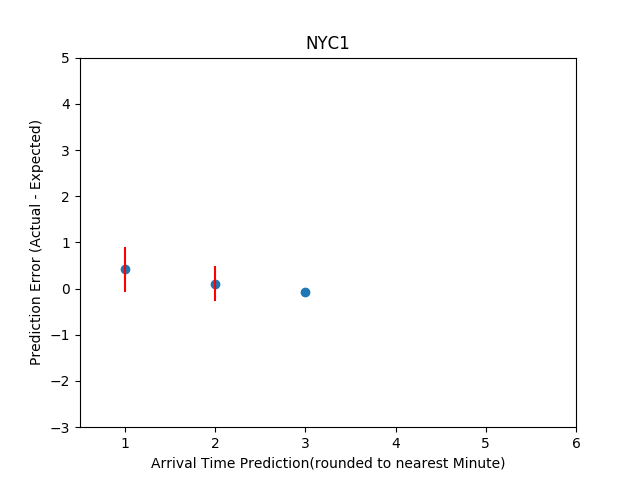 NYC1
5
4
3
2
1
0
−1
−2
−3
Prediction Error (Actual - Expected)
1 2 3 4 5 6
Arrival Time Prediction(rounded to nearest Minute)